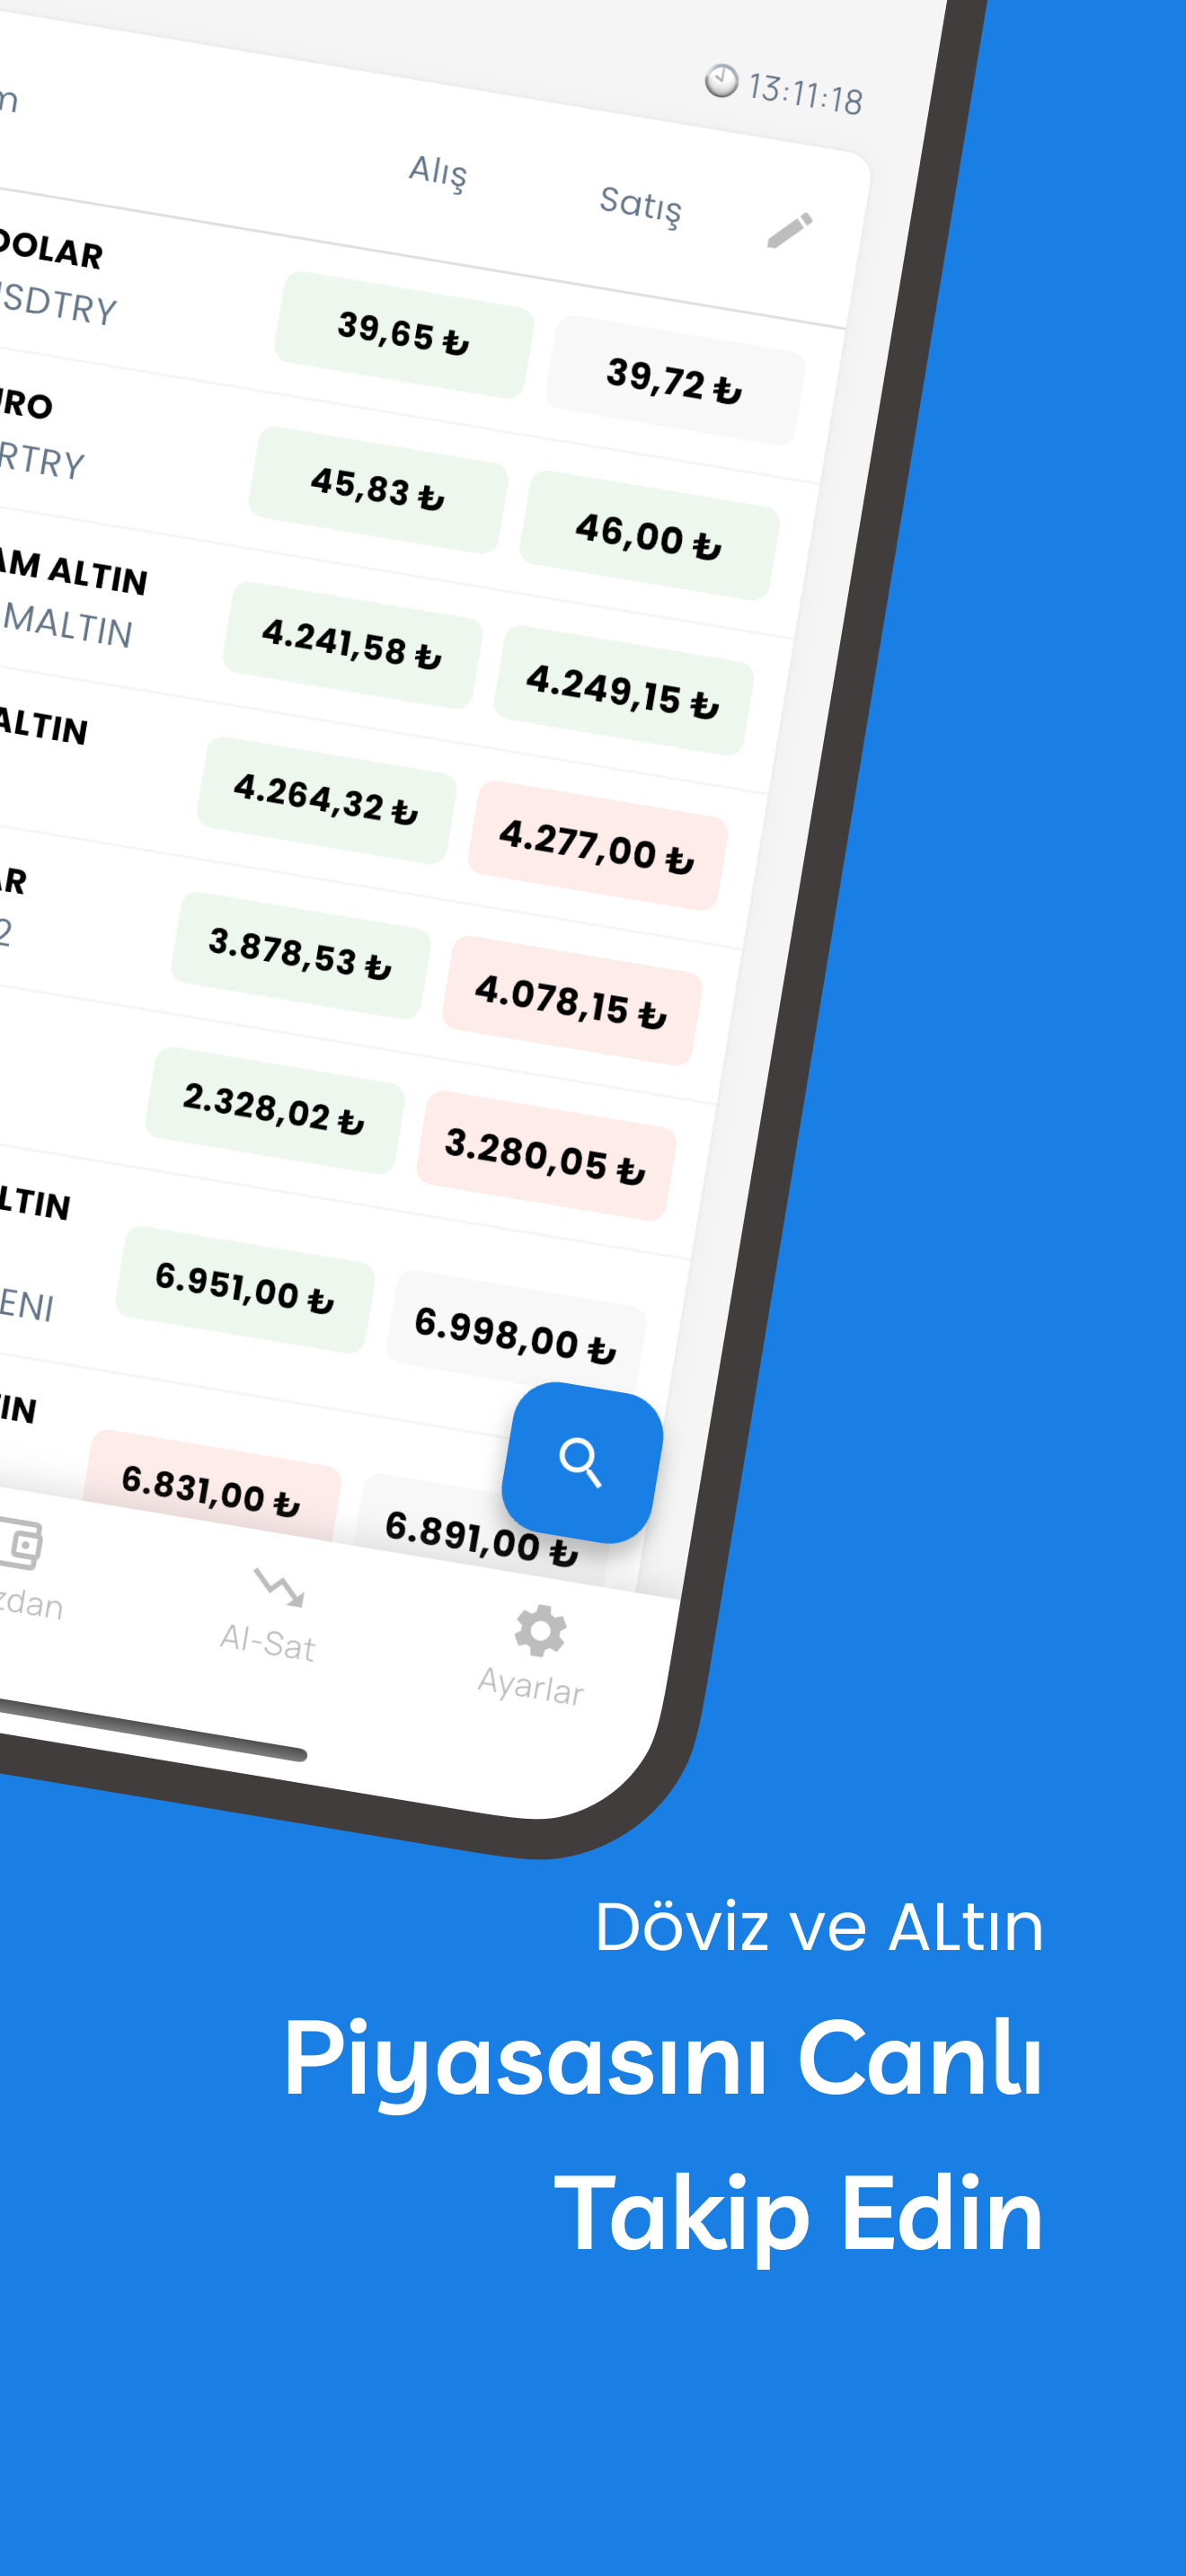 13:11:18
m
Alış Satış
DOLAR
SDTRY
39,65 ₺ 39,72 ₺
RO
RTRY
45,83 ₺ 46,00 ₺
AM ALTIN
MALTIN
4.241,58 ₺ 4.249,15 ₺
ALTIN
4.264,32 ₺ 4.277,00 ₺
AR
2
3.878,53 ₺ 4.078,15 ₺
2.328,02 ₺ 3.280,05 ₺
LTIN
ENI
6.951,00 ₺ 6.998,00 ₺
IN
6.831,00 ₺ 6.891,00 ₺
zdan
Al-Sat
Ayarlar
Döviz ve ALtın
Piyasasını Canlı
Takip Edin